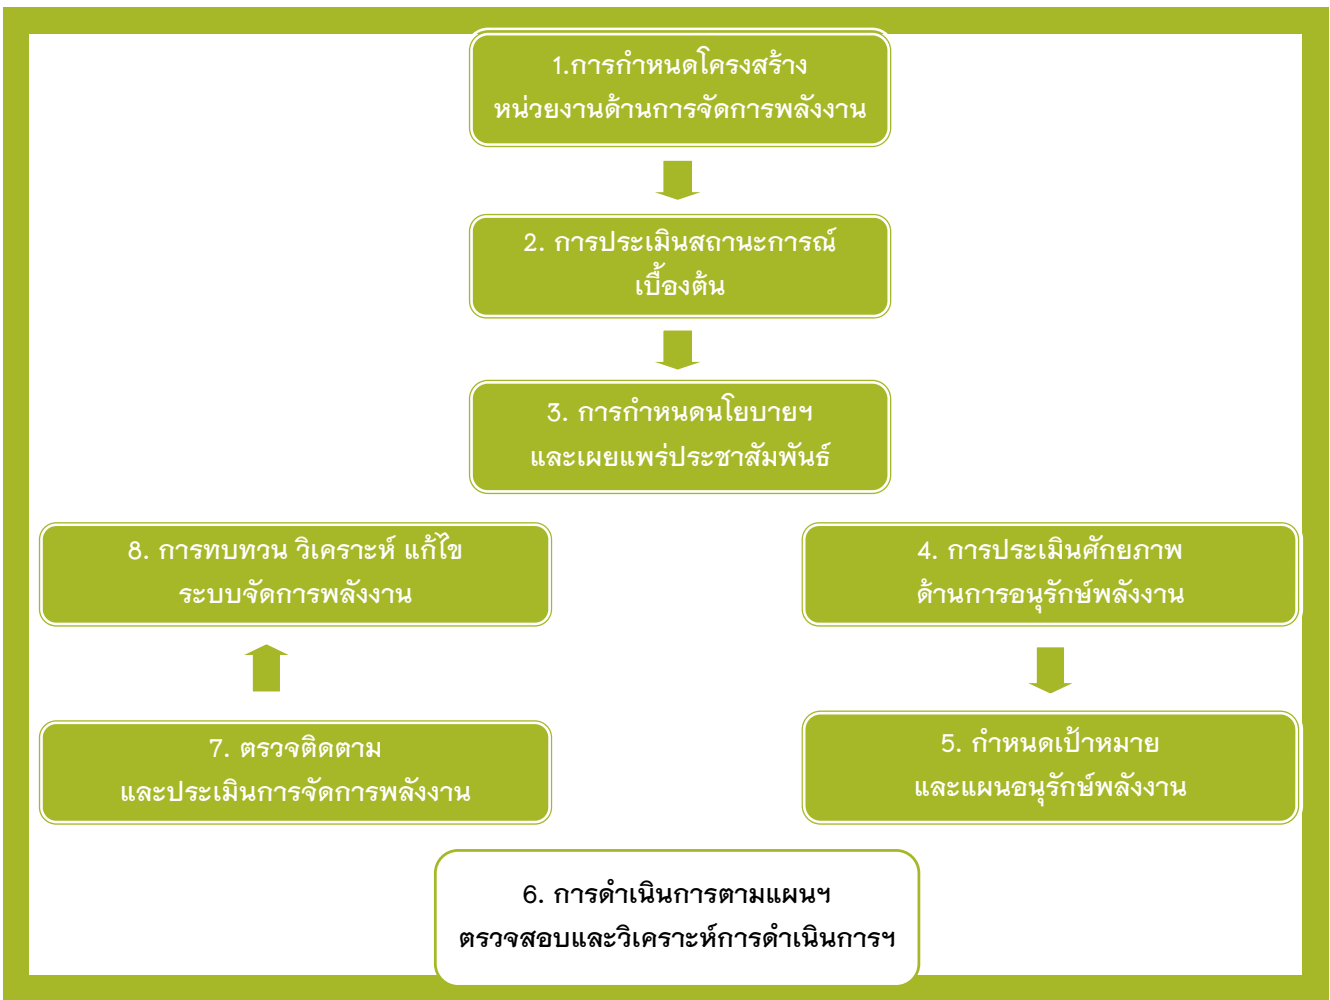 1.การกำหนดโครงสร้าง
หน่วยงานด้านการจัดการพลังงาน
2. การประเมินสถานะการณ์
เบื้องต้น
3. การกำหนดนโยบายฯ
และเผยแพร่ประชาสัมพันธ์
4. การประเมินศักยภาพ
ด้านการอนุรักษ์พลังงาน
5. กำหนดเป้าหมาย
และแผนอนุรักษ์พลังงาน
6. การดำเนินการตามแผนฯ
ตรวจสอบและวิเคราะห์การดำเนินการฯ
7. ตรวจติดตาม
และประเมินการจัดการพลังงาน
8. การทบทวน วิเคราะห์ แก้ไข
ระบบจัดการพลังงาน